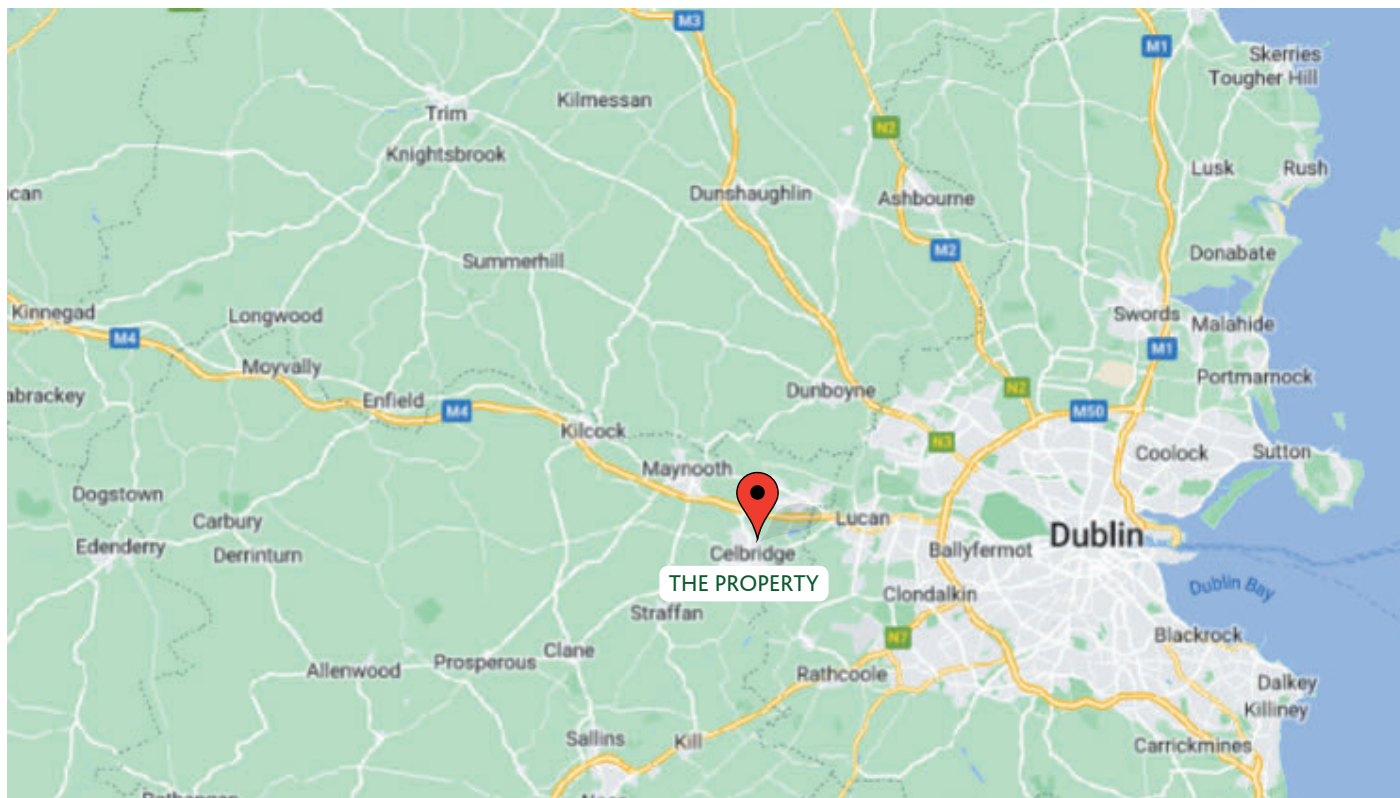 M3
M1
Skerries
Tougher Hill
Kilmessan
Trim
N2
Knightsbrook
Lusk
Rush
Dunshaughlin
Ashbourne
can
M2
Donabate
Summerhill
Kinnegad
Longwood
Swords
Malahide
M4
M1
Moyvally
Portmarnock
Dunboyne
N2
abrackey
Enfield
M4
M50
Kilcock
N3
Coolock
Sutton
Maynooth
Dogstown
Carbury
Lucan
Edenderry
Derrinturn
Celbridge
Ballyfermot
Dublin
THE PROPERTY
Dublin Bay
Clondalkin
Straffan
N7
Blackrock
Clane
Prosperous
Allenwood
Rathcoole
Dalkey
Killiney
Sallins
Kill
Carrickmines